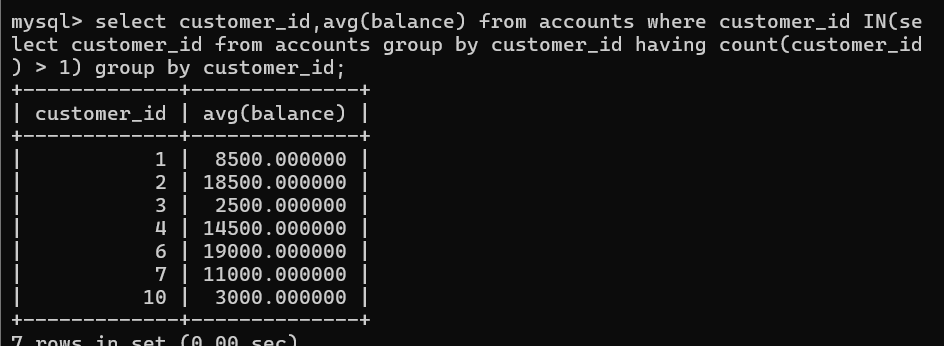 mysql> select customer_id,avg(balance) from accounts where customer_id IN(se
lect customer_id from accounts group by customer_id having count(customer_id
) > 1) group by customer_id;
+-------------+--------------+
| customer_id | avg(balance) |
+-------------+--------------+
|           1 |  8500.000000 |
|           2 | 18500.000000 |
|           3 |  2500.000000 |
|           4 | 14500.000000 |
|           6 | 19000.000000 |
|           7 | 11000.000000 |
|          10 |  3000.000000 |
+-------------+--------------+
7 rows in set (0.00 sec)